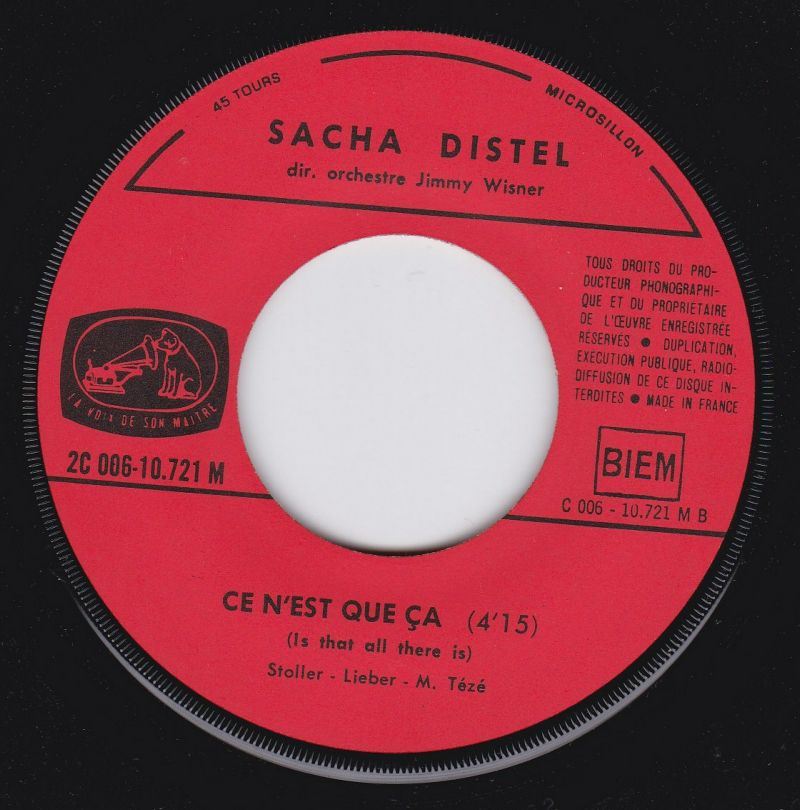 45 TOURS
MICROSILLON
SACHA DISTEL
dir. orchestre Jimmy Wisner
TOUS DROITS DU PRO-
DUCTEUR PHONOGRAPHI-
QUE ET DU PROPRIÉTAIRE
DE L'ŒUVRE ENREGISTRÉE
RESERVÉS ● DUPLICATION,
EXECUTION PUBLIQUE, RADIO-
DIFFUSION DE CE DISQUE IN-
TERDITES ● MADE IN FRANCE
LA VOIX DE SON MAITRE
2C 006-10.721 M
BIEM
C 006 - 10.721 M B
CE N'EST QUE ÇA (4'15)
(Is that all there is)
Stoller - Lieber - M. Tézé